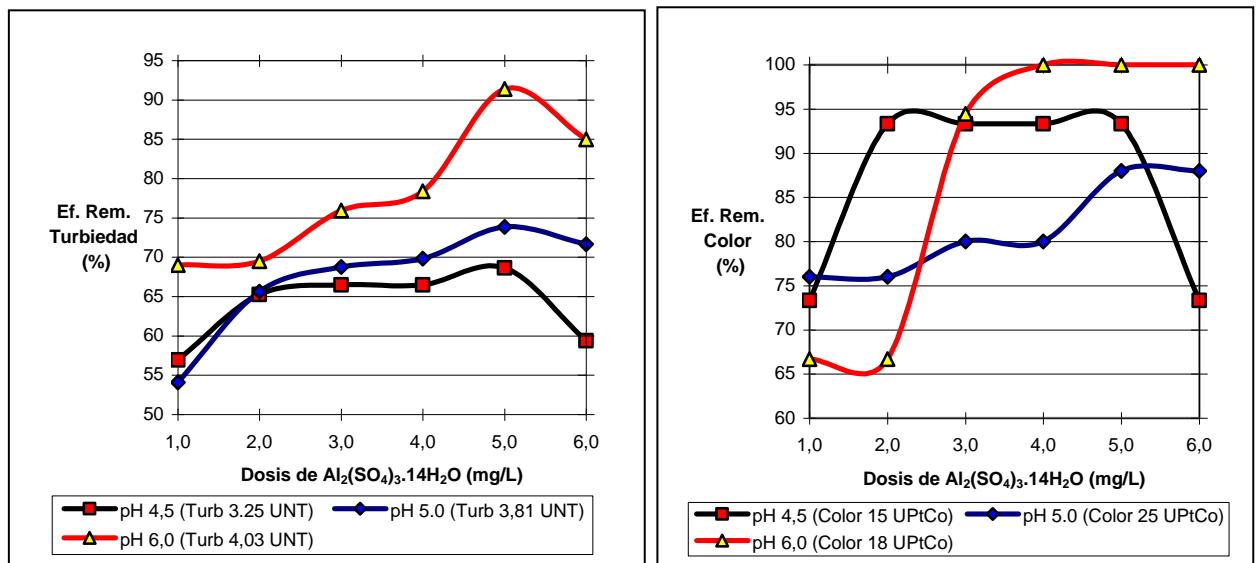 95
90
85
80
75
70
65
60
55
50
Ef. Rem.
Turbiedad
(%)
1,0 2,0 3,0 4,0 5,0 6,0
Dosis de Al₂(SO₄)₃.14H₂O (mg/L)
pH 4,5 (Turb 3.25 UNT) pH 5.0 (Turb 3,81 UNT)
pH 6,0 (Turb 4,03 UNT)
100
95
90
85
80
75
70
65
60
Ef. Rem.
Color
(%)
1,0 2,0 3,0 4,0 5,0 6,0
Dosis de Al₂(SO₄)₃.14H₂O (mg/L)
pH 4,5 (Color 15 UPtCo) pH 5.0 (Color 25 UPtCo)
pH 6,0 (Color 18 UPtCo)